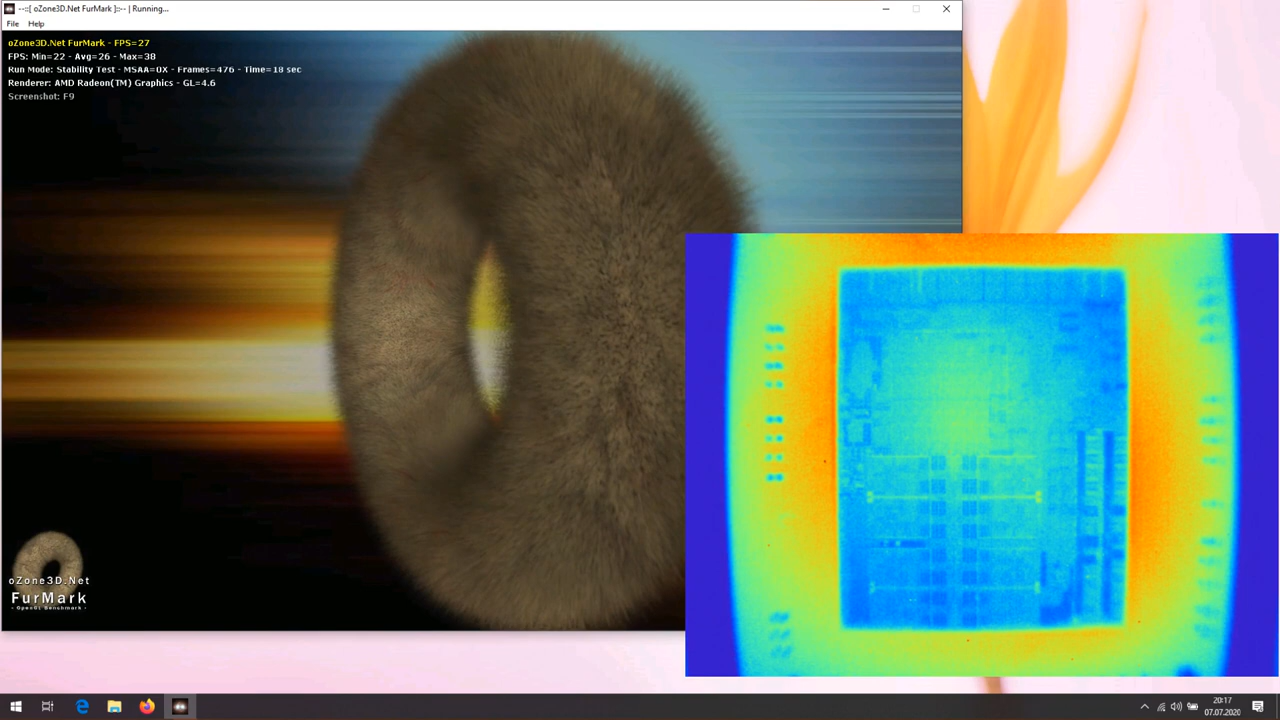 --::[ oZone3D.Net FurMark ]::-- | Running...
File Help
oZone3D.Net FurMark - FPS=27
FPS: Min=22 - Avg=26 - Max=38
Run Mode: Stability Test - MSAA=0X - Frames=476 - Time=18 sec
Renderer: AMD Radeon(TM) Graphics - GL=4.6
Screenshot: F9
oZone3D.Net
FurMark
- OpenGL Benchmark -
20:17
07.07.2020